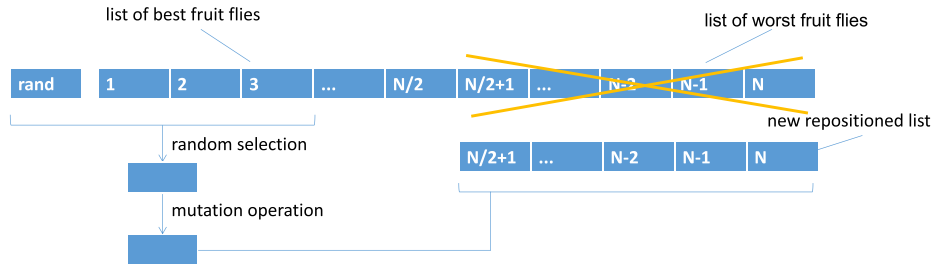 list of best fruit flies
list of worst fruit flies
rand 1 2 3 ... N/2 N/2+1 ... N-2 N-1 N
new repositioned list
random selection
N/2+1 ... N-2 N-1 N
mutation operation